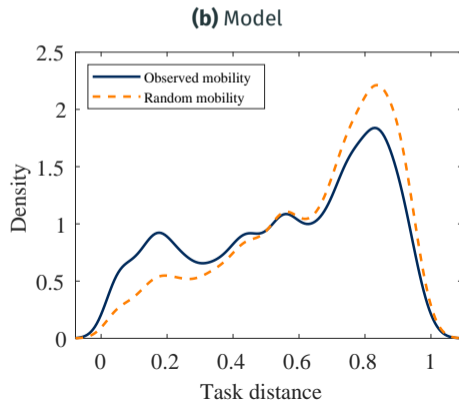 (b) Model
2.5
2
1.5
1
0.5
0
Density
Observed mobility
Random mobility
0 0.2 0.4 0.6 0.8 1
Task distance